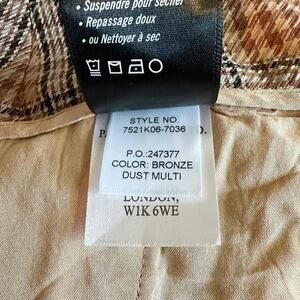 • Suspendre pour sécher
• Repassage doux
• ou Nettoyer à sec
STYLE NO.
7521K06-7036
P.O.:247377
COLOR: BRONZE
DUST MULTI
LONDON,
W1K 6WE